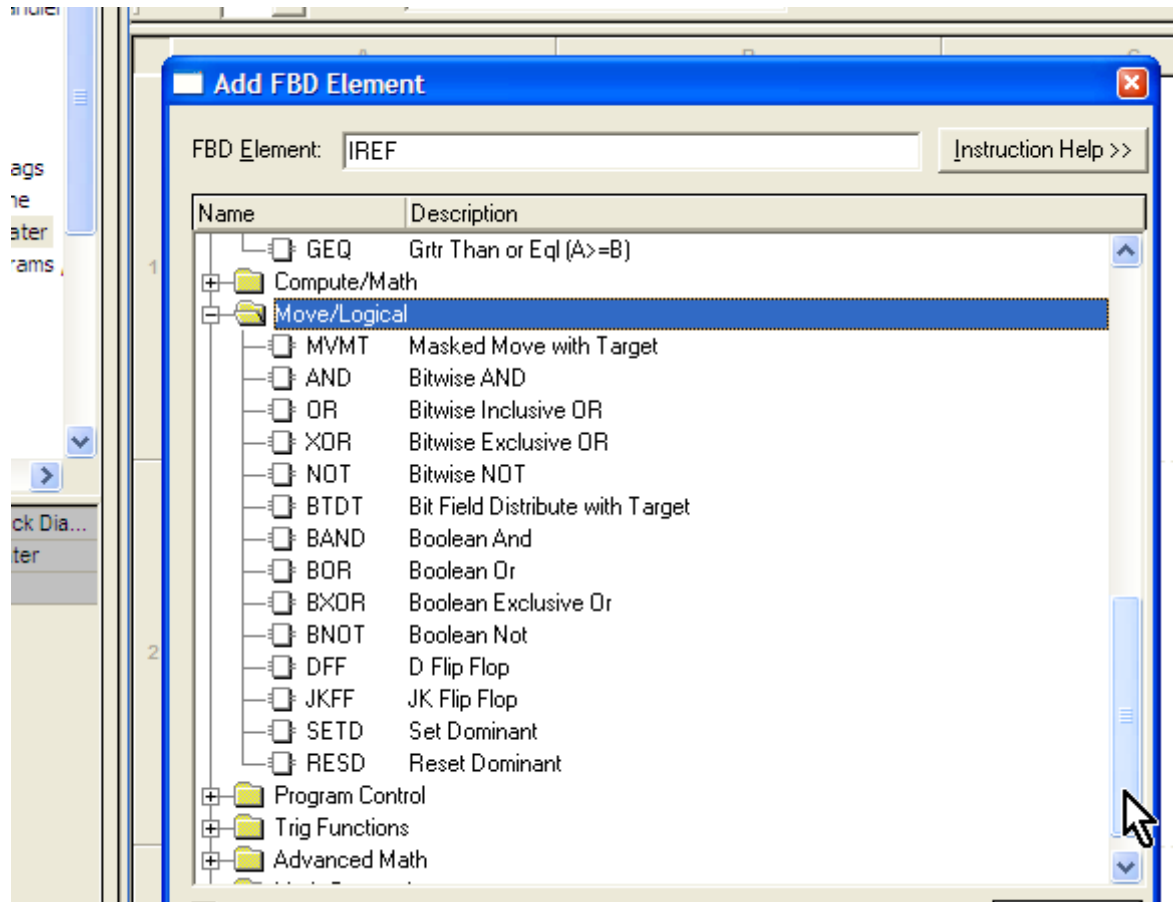 Add FBD Element
FBD Element: IREF Instruction Help >>
Name Description
GEQ Grtr Than or Eql (A>=B)
Compute/Math
Move/Logical
MVMT Masked Move with Target
AND Bitwise AND
OR Bitwise Inclusive OR
XOR Bitwise Exclusive OR
NOT Bitwise NOT
BTDT Bit Field Distribute with Target
BAND Boolean And
BOR Boolean Or
BXOR Boolean Exclusive Or
BNOT Boolean Not
DFF D Flip Flop
JKFF JK Flip Flop
SETD Set Dominant
RESD Reset Dominant
Program Control
Trig Functions
Advanced Math
ags
ne
ater
rams
ck Dia...
ter
1
2